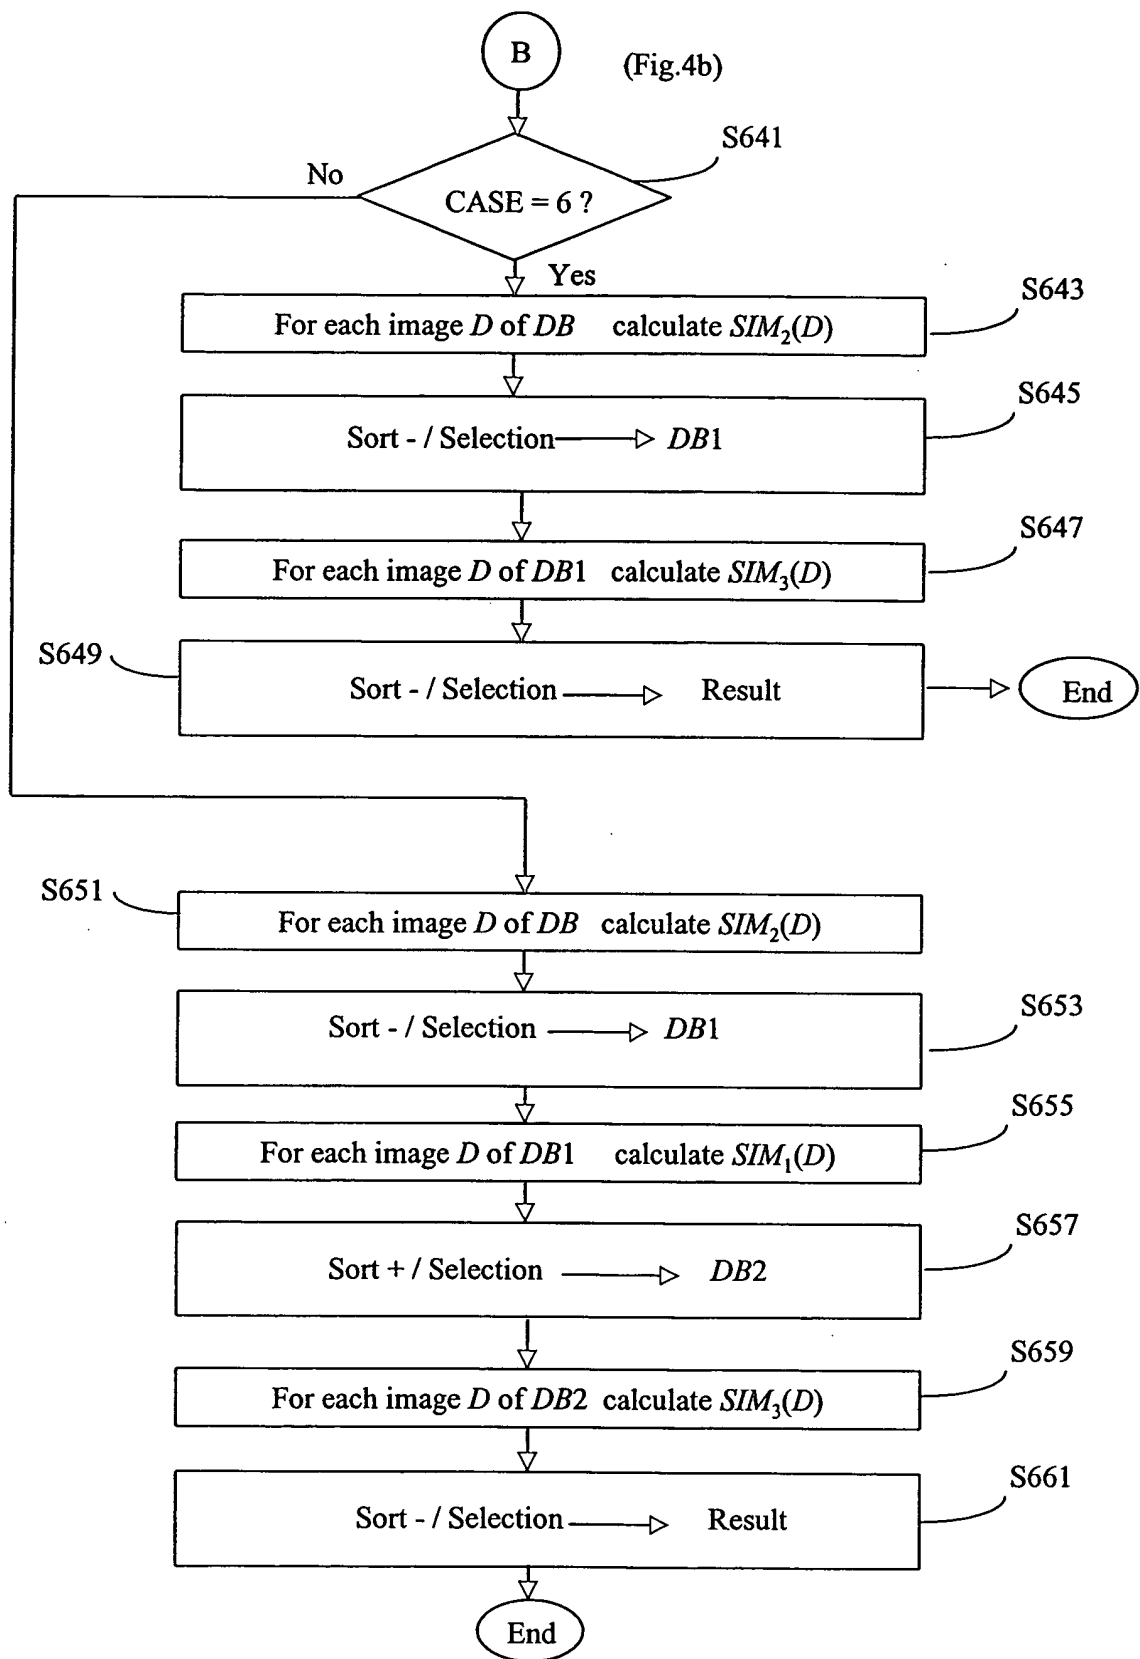 B
(Fig.4b)
S641
No
CASE = 6 ?
Yes
S643
For each image D of DB calculate SIM₂(D)
S645
Sort - / Selection DB1
S647
For each image D of DB1 calculate SIM₃(D)
S649
Sort - / Selection Result
End
S651
For each image D of DB calculate SIM₂(D)
S653
Sort - / Selection DB1
S655
For each image D of DB1 calculate SIM₁(D)
S657
Sort + / Selection DB2
S659
For each image D of DB2 calculate SIM₃(D)
S661
Sort - / Selection Result
End